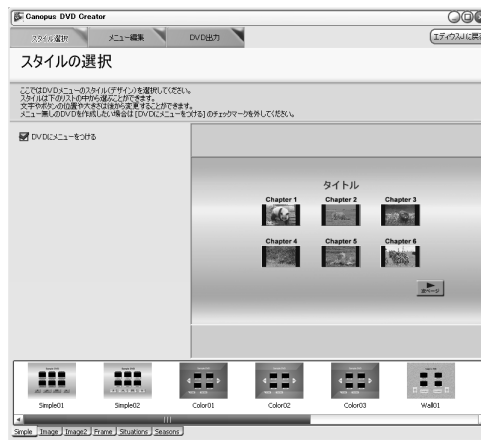 Canopus DVD Creator
スタイル選択 メニュー編集 DVD出力 エディウスJに戻
スタイルの選択
ここではDVDメニューのスタイル(デザイン)を選択してください。
スタイルは下のリストの中から選ぶことができます。
文字やボタンの位置や大きさは後から変更することができます。
メニュー無しのDVDを作成したい場合は [DVDにメニューをつける] のチェックマークを外してください。
DVDにメニューをつける
タイトル
Chapter 1 Chapter 2 Chapter 3
Chapter 4 Chapter 5 Chapter 6
次ページ
Simple01 Simple02 Color01 Color02 Color03 Wall01
Simple Image Image2 Frame Situations Seasons